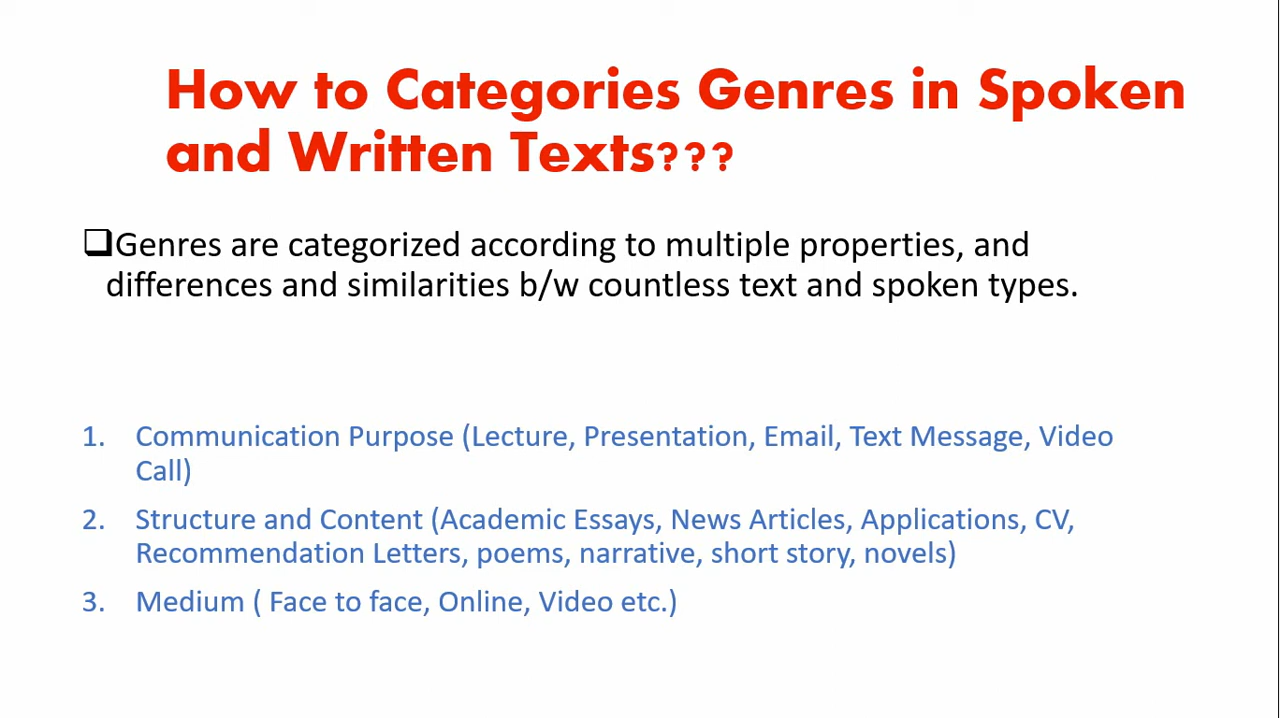 How to Categories Genres in Spoken
and Written Texts???
❑Genres are categorized according to multiple properties, and
differences and similarities b/w countless text and spoken types.
1. Communication Purpose (Lecture, Presentation, Email, Text Message, Video
Call)
2. Structure and Content (Academic Essays, News Articles, Applications, CV,
Recommendation Letters, poems, narrative, short story, novels)
3. Medium ( Face to face, Online, Video etc.)